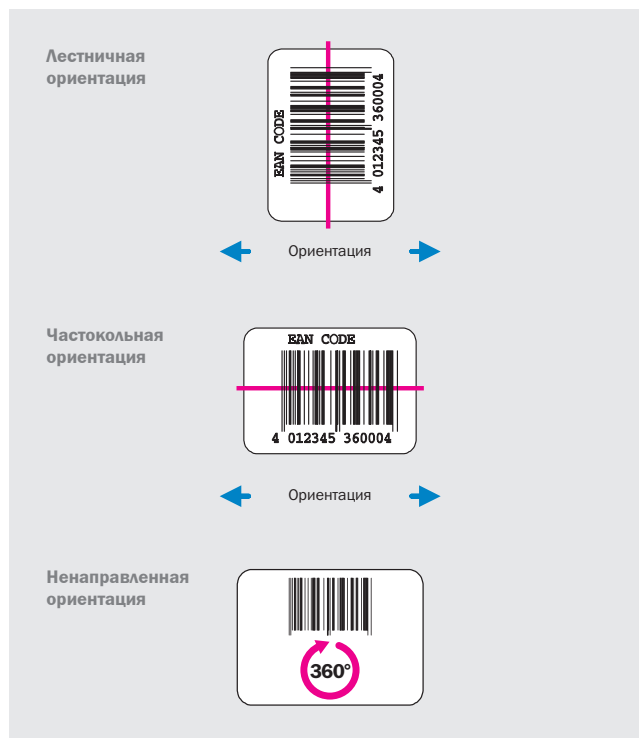 Лестничная
ориентация
EAN CODE
4 012345 360004
Ориентация
Частокольная
ориентация
EAN CODE
4 012345 360004
Ориентация
Ненаправленная
ориентация
360°